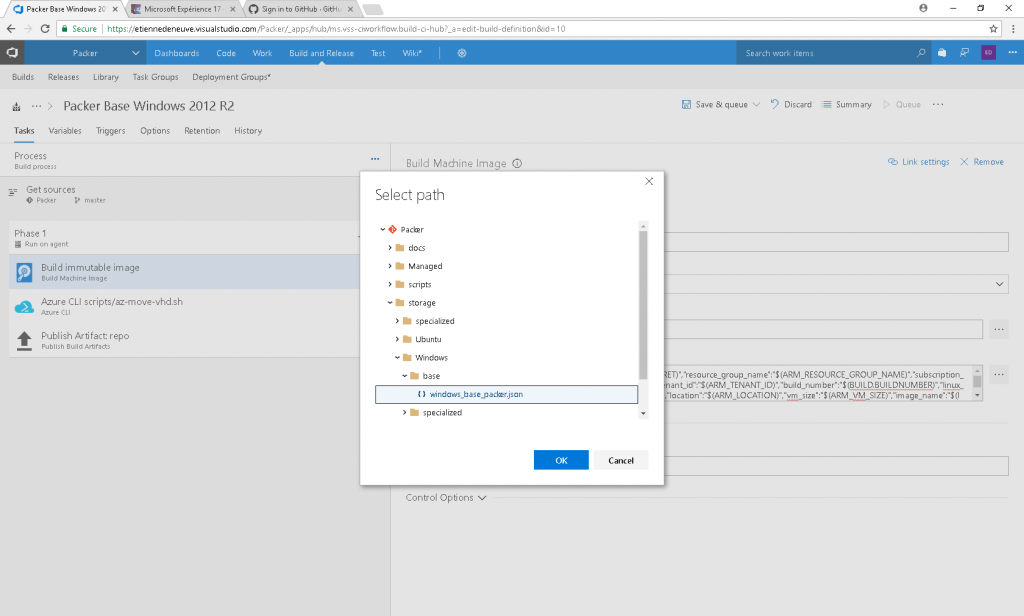 Packer Base Windows 20
Microsoft Expérience 17 -
Sign in to GitHub · GitHu
Secure
https://etiennedeneuve.visualstudio.com/Packer/_apps/hub/ms.vss-ciworkflow.build-ci-hub?_a=edit-build-definition&id=10
Packer
Dashboards Code Work Build and Release Test Wiki*
Search work items
ED
Builds Releases Library Task Groups Deployment Groups*
Packer Base Windows 2012 R2
Save & queue Discard Summary Queue
Tasks Variables Triggers Options Retention History
Process
Build process
Build Machine Image
Link settings Remove
Get sources
Packer master
Phase 1
Run on agent
Build immutable image
Build Machine Image
Azure CLI scripts/az-move-vhd.sh
Azure CLI
Publish Artifact: repo
Publish Build Artifacts
Select path
Packer
docs
Managed
scripts
storage
specialized
Ubuntu
Windows
base
windows_base_packer.json
specialized
OK Cancel
RET)","resource_group_name":"$(ARM_RESOURCE_GROUP_NAME)","subscription_
nant_id":"$(ARM_TENANT_ID)","build_number":"$(BUILD.BUILDNUMBER)","linux_
"location":"$(ARM_LOCATION)","vm_size":"$(ARM_VM_SIZE)","image_name":"$(I
Control Options